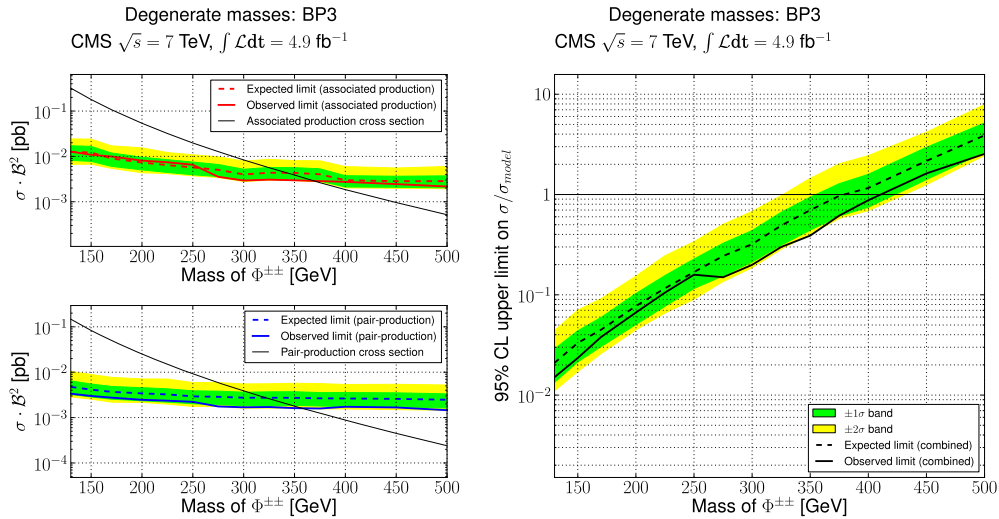 Degenerate masses: BP3
CMS √s = 7 TeV, ∫ ℒdt = 4.9 fb⁻¹
Expected limit (associated production)
Observed limit (associated production)
Associated production cross section
10⁻¹
10⁻²
10⁻³
σ · ℬ² [pb]
150 200 250 300 350 400 450 500
Mass of Φ±± [GeV]
Expected limit (pair-production)
Observed limit (pair-production)
Pair-production cross section
10⁻¹
10⁻²
10⁻³
10⁻⁴
σ · ℬ² [pb]
150 200 250 300 350 400 450 500
Mass of Φ±± [GeV]
Degenerate masses: BP3
CMS √s = 7 TeV, ∫ ℒdt = 4.9 fb⁻¹
10
1
10⁻¹
10⁻²
95% CL upper limit on σ/σmodel
±1σ band
±2σ band
Expected limit (combined)
Observed limit (combined)
150 200 250 300 350 400 450 500
Mass of Φ±± [GeV]